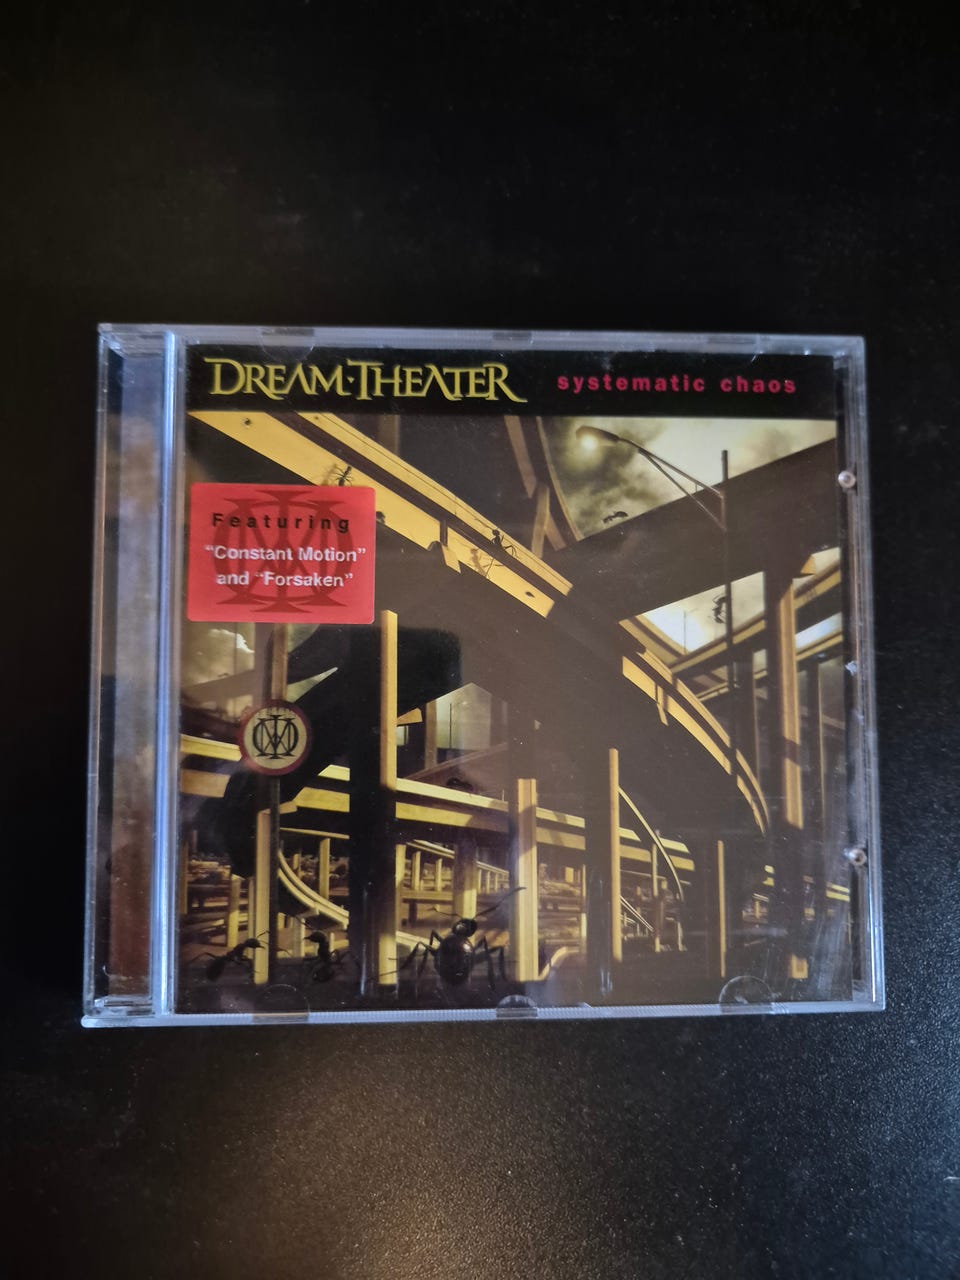 DREAM·THEATER
systematic chaos
Featuring
"Constant Motion"
and "Forsaken"